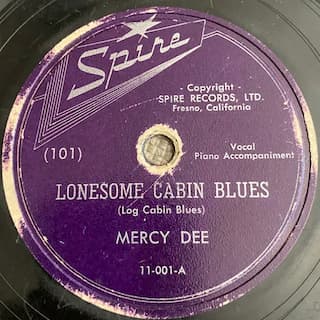 Spire
- Copyright -
SPIRE RECORDS, LTD.
Fresno, California
(101)
Vocal
Piano Accompaniment
LONESOME CABIN BLUES
(Log Cabin Blues)
MERCY DEE
11-001-A